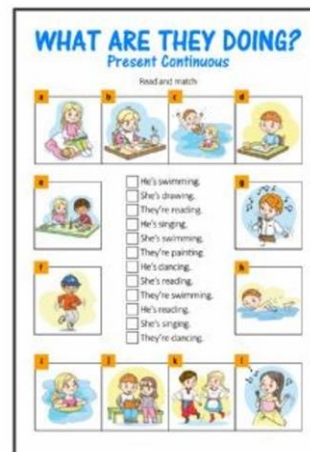 WHAT ARE THEY DOING?
Present Continuous
Read and match
a
b
c
d
e
f
g
h
He's swimming.
She's drawing.
They're reading.
He's singing.
She's swimming.
They're painting.
He's dancing.
She's reading.
They're swimming.
He's reading.
She's singing.
They're dancing.
i
j
k
l